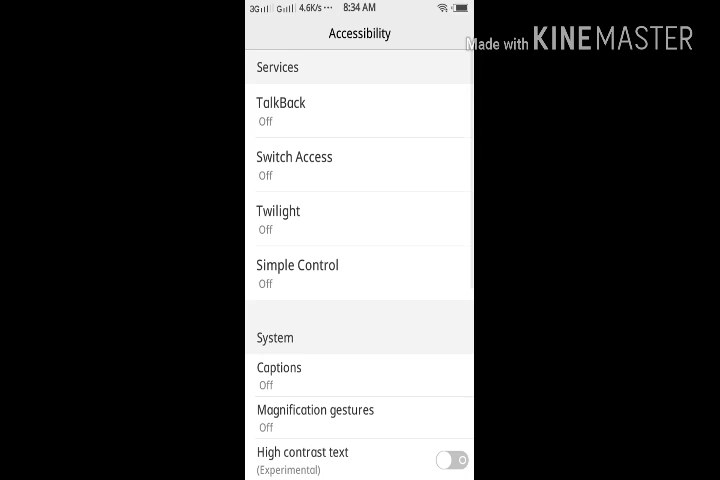 3G G 4.6K/s ··· 8:34 AM
Accessibility
Made with KINEMASTER
Services
TalkBack
Off
Switch Access
Off
Twilight
Off
Simple Control
Off
System
Captions
Off
Magnification gestures
Off
High contrast text
(Experimental)